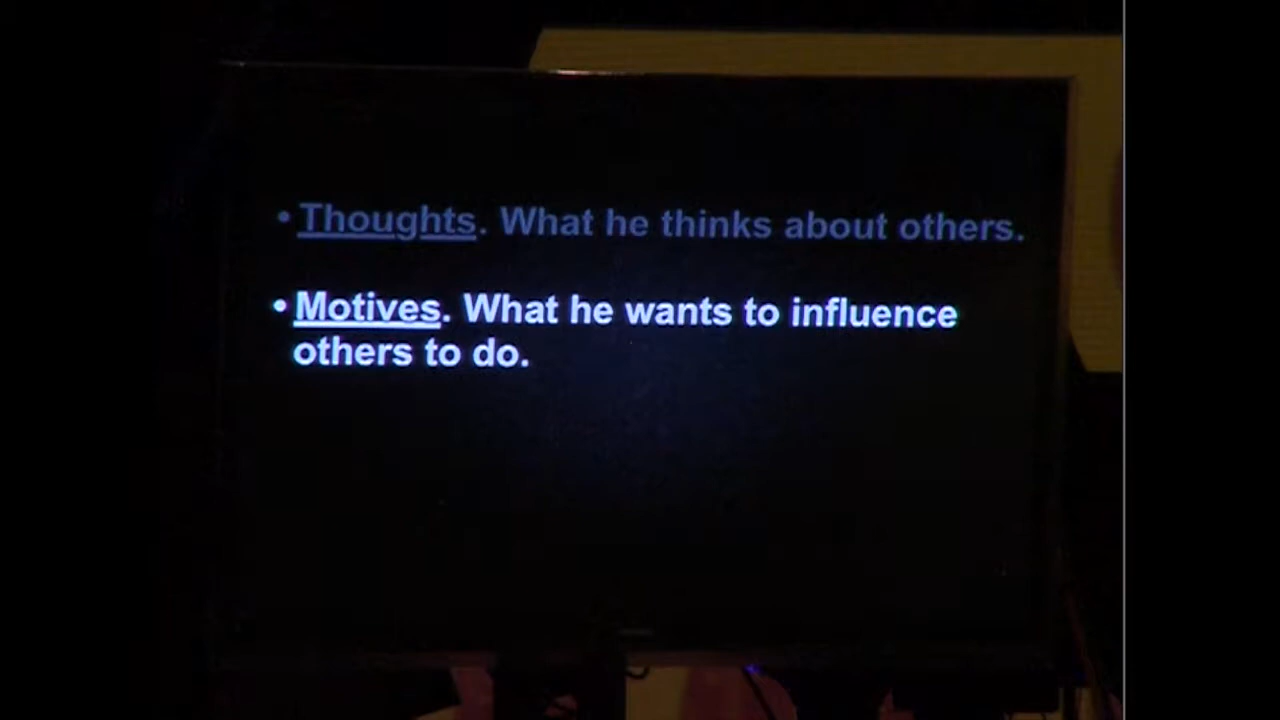 • Thoughts. What he thinks about others.
• Motives. What he wants to influence
others to do.